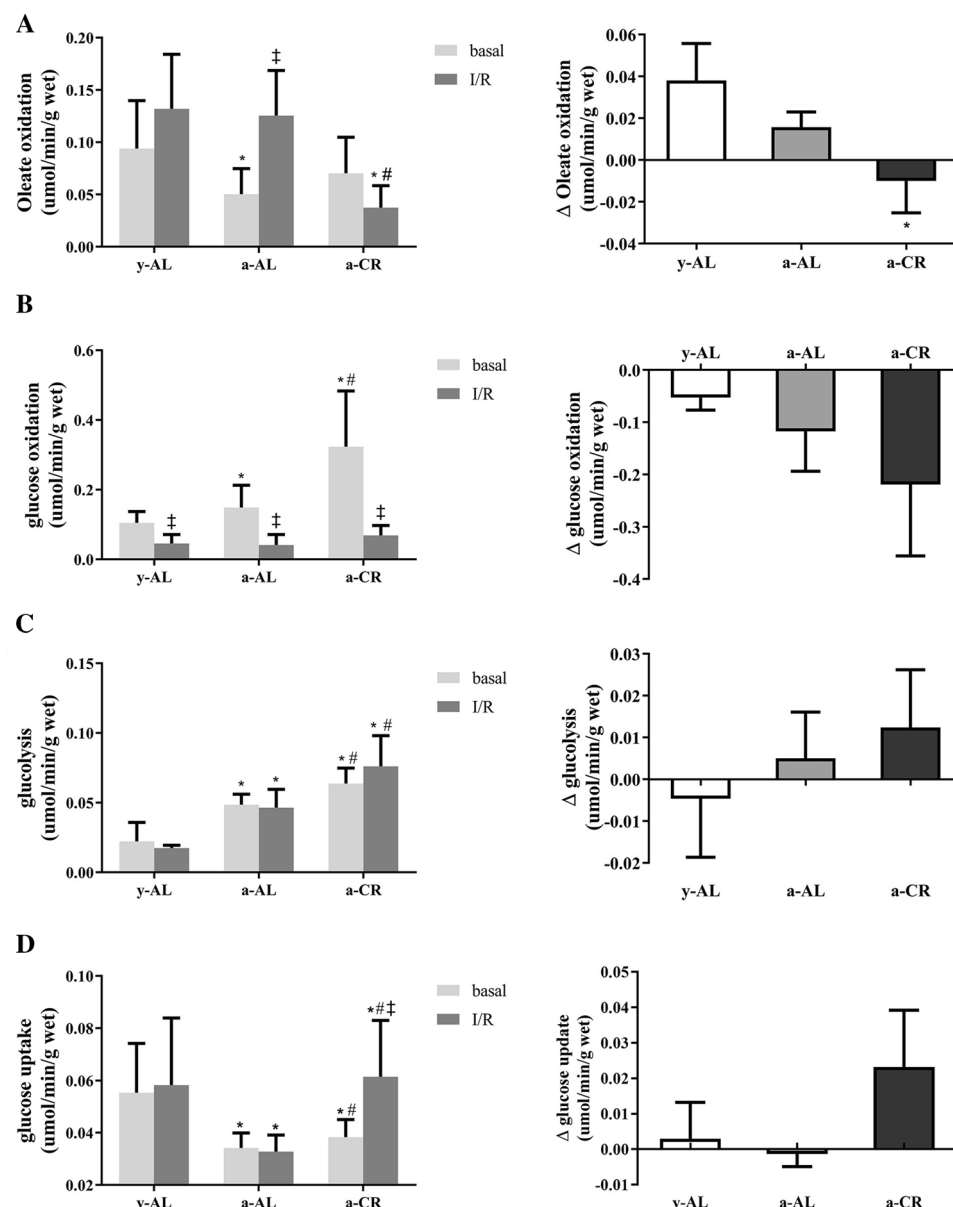 A
Oleate oxidation
(umol/min/g wet)
0.20
0.15
0.10
0.05
0.00
*
‡
* #
y-AL a-AL a-CR
basal
I/R
Δ Oleate oxidation
(umol/min/g wet)
0.06
0.04
0.02
0.00
-0.02
-0.04
*
y-AL a-AL a-CR
B
glucose oxidation
(umol/min/g wet)
0.6
0.4
0.2
0.0
‡
*
‡
* #
‡
y-AL a-AL a-CR
basal
I/R
Δ glucose oxidation
(umol/min/g wet)
y-AL a-AL a-CR
0.0
-0.1
-0.2
-0.3
-0.4
C
glucolysis
(umol/min/g wet)
0.15
0.10
0.05
0.00
*
*
* #
* #
y-AL a-AL a-CR
basal
I/R
Δ glucolysis
(umol/min/g wet)
0.03
0.02
0.01
0.00
-0.01
-0.02
y-AL a-AL a-CR
D
glucose uptake
(umol/min/g wet)
0.10
0.08
0.06
0.04
0.02
*
*
* #
*#‡
y-AL a-AL a-CR
basal
I/R
Δ glucose update
(umol/min/g wet)
0.05
0.04
0.03
0.02
0.01
0.00
-0.01
y-AL a-AL a-CR